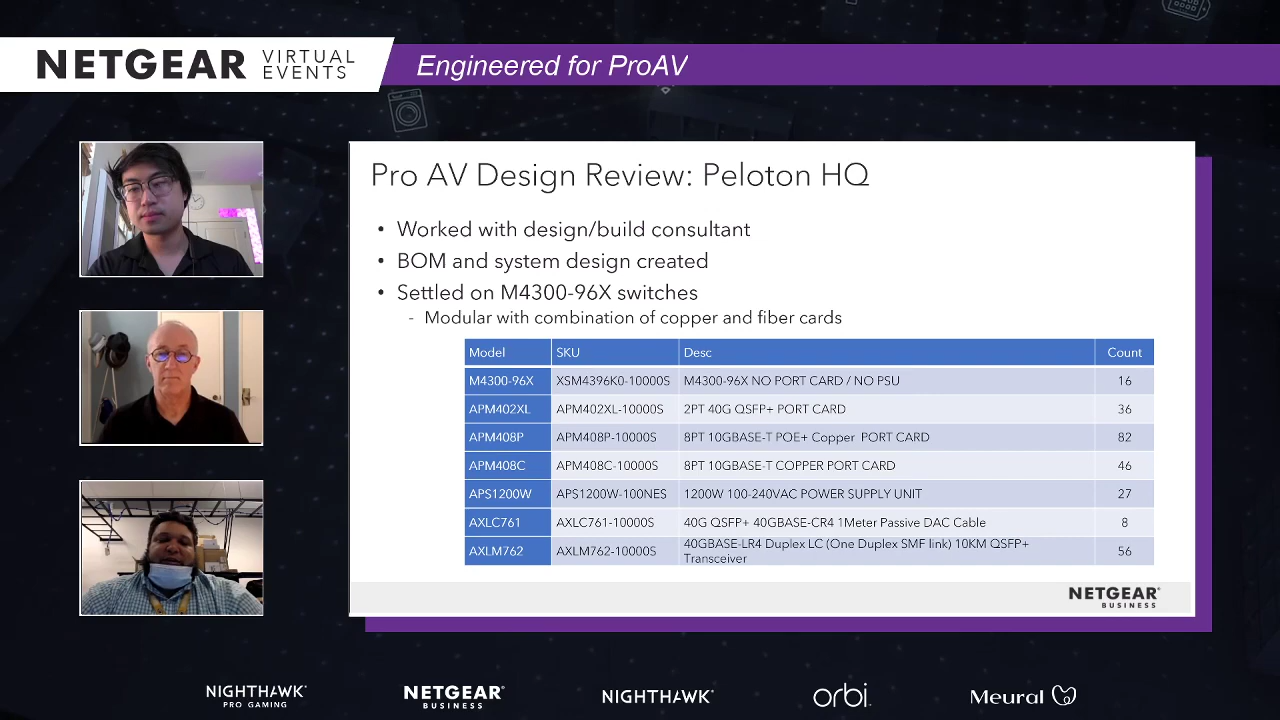 NETGEAR VIRTUAL EVENTS
Engineered for ProAV
Pro AV Design Review: Peloton HQ
• Worked with design/build consultant
• BOM and system design created
• Settled on M4300-96X switches
- Modular with combination of copper and fiber cards
Model SKU Desc Count
M4300-96X XSM4396K0-10000S M4300-96X NO PORT CARD / NO PSU 16
APM402XL APM402XL-10000S 2PT 40G QSFP+ PORT CARD 36
APM408P APM408P-10000S 8PT 10GBASE-T POE+ Copper PORT CARD 82
APM408C APM408C-10000S 8PT 10GBASE-T COPPER PORT CARD 46
APS1200W APS1200W-100NES 1200W 100-240VAC POWER SUPPLY UNIT 27
AXLC761 AXLC761-10000S 40G QSFP+ 40GBASE-CR4 1Meter Passive DAC Cable 8
AXLM762 AXLM762-10000S 40GBASE-LR4 Duplex LC (One Duplex SMF link) 10KM QSFP+ 56
Transceiver
NETGEAR®
BUSINESS
NIGHTHAWK® PRO GAMING
NETGEAR® BUSINESS
NIGHTHAWK®
orbi™
Meural